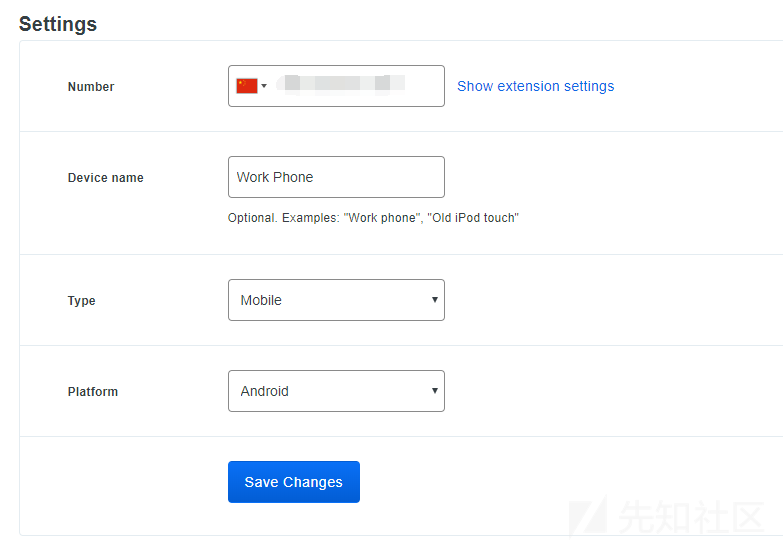 Settings
Number
Show extension settings
Device name
Work Phone
Optional. Examples: "Work phone", "Old iPod touch"
Type
Mobile
Platform
Android
Save Changes
先知社区